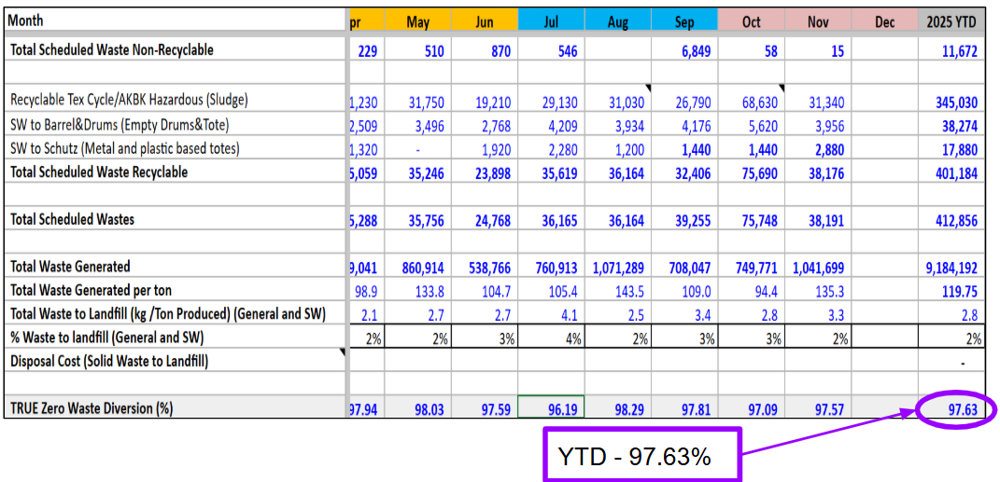 Month pr May Jun Jul Aug Sep Oct Nov Dec 2025 YTD
Total Scheduled Waste Non-Recyclable 229 510 870 546 6,849 58 15 11,672
Recyclable Tex Cycle/AKBK Hazardous (Sludge) 1,230 31,750 19,210 29,130 31,030 26,790 68,630 31,340 345,030
SW to Barrel&Drums (Empty Drums&Tote) 2,509 3,496 2,768 4,209 3,934 4,176 5,620 3,956 38,274
SW to Schutz (Metal and plastic based totes) 1,320 - 1,920 2,280 1,200 1,440 1,440 2,880 17,880
Total Scheduled Waste Recyclable 5,059 35,246 23,898 35,619 36,164 32,406 75,690 38,176 401,184
Total Scheduled Wastes 5,288 35,756 24,768 36,165 36,164 39,255 75,748 38,191 412,856
Total Waste Generated 9,041 860,914 538,766 760,913 1,071,289 708,047 749,771 1,041,699 9,184,192
Total Waste Generated per ton 98.9 133.8 104.7 105.4 143.5 109.0 94.4 135.3 119.75
Total Waste to Landfill (kg /Ton Produced) (General and SW) 2.1 2.7 2.7 4.1 2.5 3.4 2.8 3.3 2.8
% Waste to landfill (General and SW) 2% 2% 3% 4% 2% 3% 3% 2% 2%
Disposal Cost (Solid Waste to Landfill) -
TRUE Zero Waste Diversion (%) 97.94 98.03 97.59 96.19 98.29 97.81 97.09 97.57 97.63
YTD - 97.63%